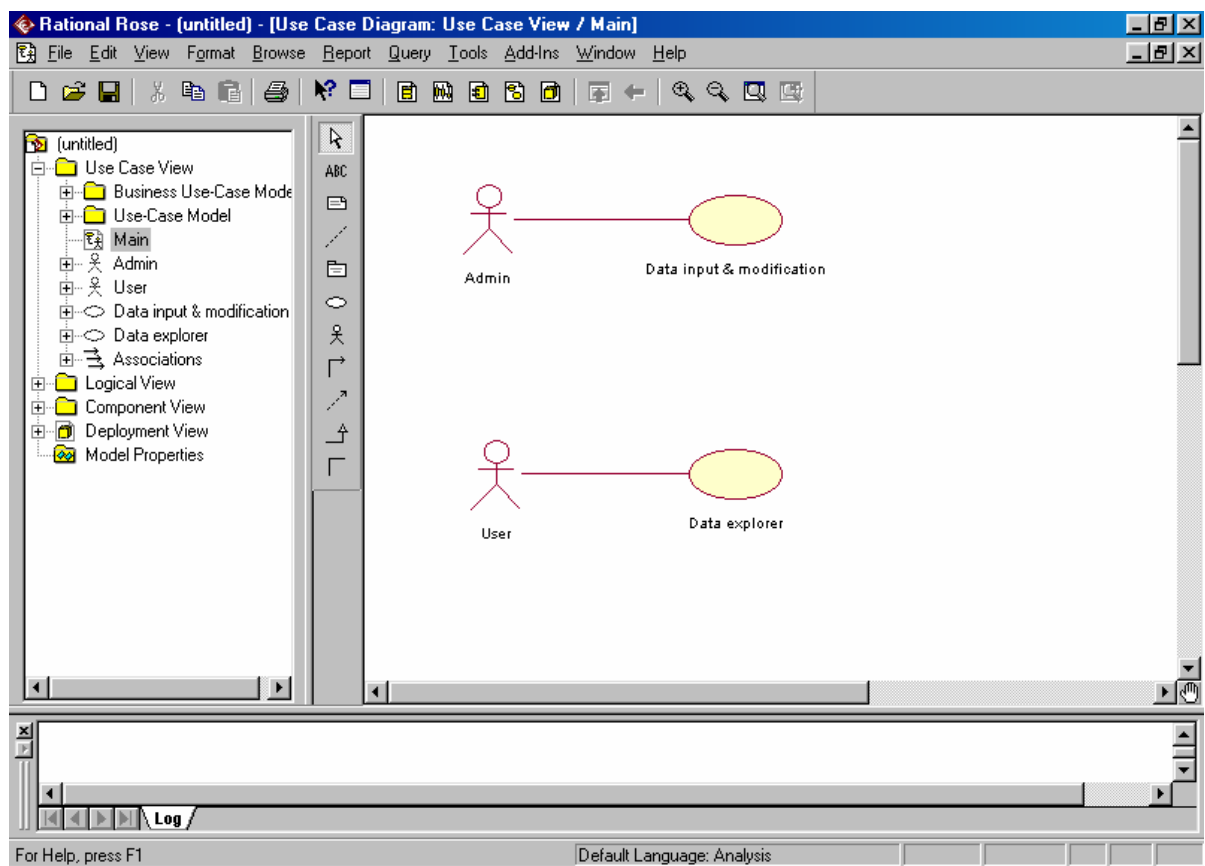 Rational Rose - (untitled) - [Use Case Diagram: Use Case View / Main]
File Edit View Format Browse Report Query Tools Add-Ins Window Help
(untitled)
Use Case View
Business Use-Case Mode
Use-Case Model
Main
Admin
User
Data input & modification
Data explorer
Associations
Logical View
Component View
Deployment View
Model Properties
ABC
Admin
Data input & modification
User
Data explorer
Log
For Help, press F1
Default Language: Analysis